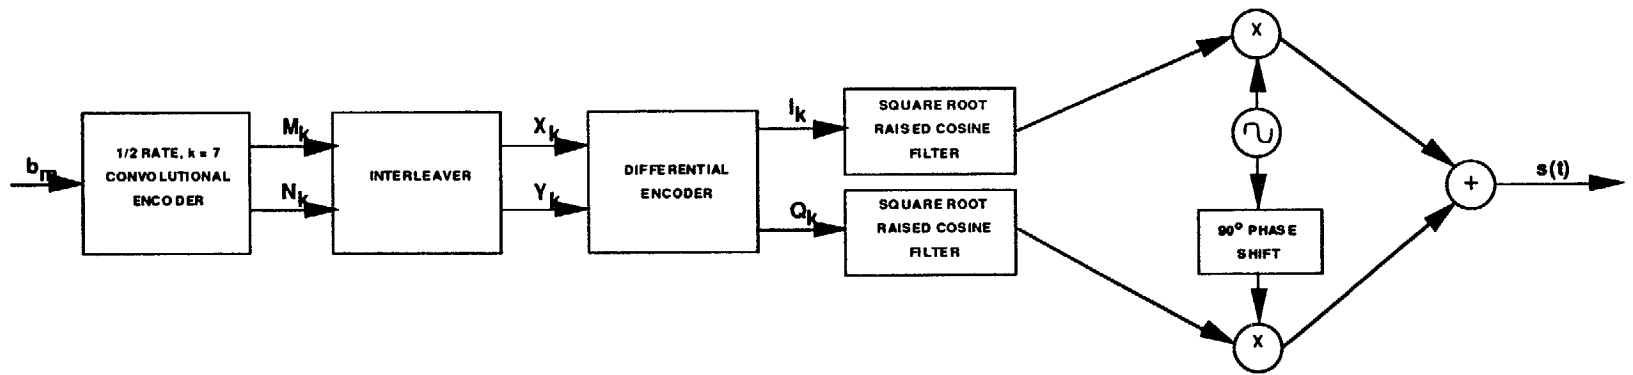 b_m
1/2 RATE, k = 7
CONVOLUTIONAL
ENCODER
M_k
N_k
INTERLEAVER
X_k
Y_k
DIFFERENTIAL
ENCODER
I_k
Q_k
SQUARE ROOT
RAISED COSINE
FILTER
SQUARE ROOT
RAISED COSINE
FILTER
X
90° PHASE
SHIFT
X
+
s(t)